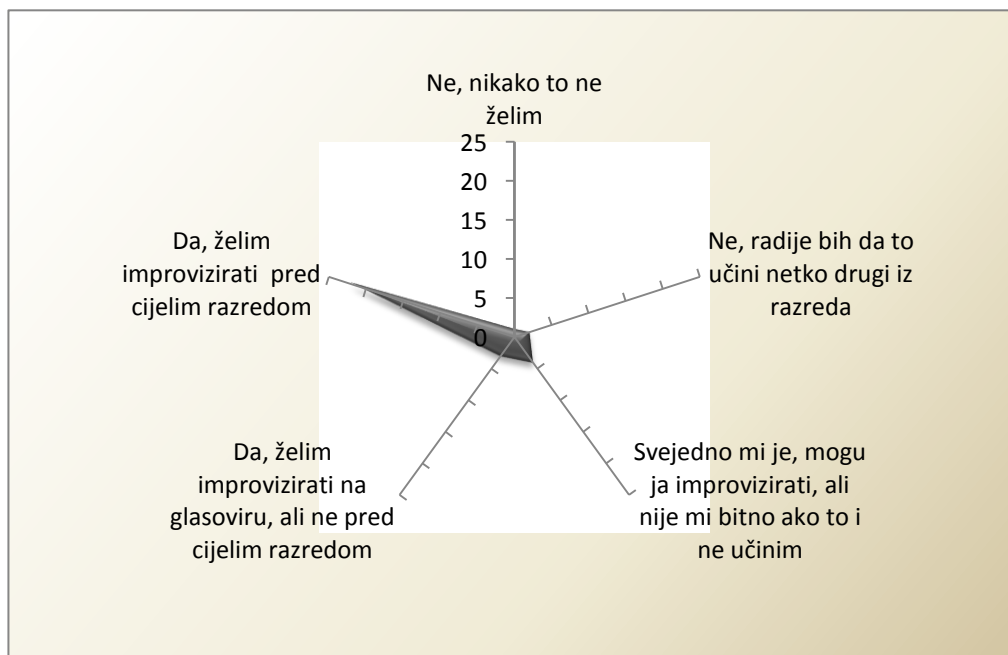 Ne, nikako to ne
želim
25
20
15
10
5
0
Ne, radije bih da to
učini netko drugi iz
razreda
Svejedno mi je, mogu
ja improvizirati, ali
nije mi bitno ako to i
ne učinim
Da, želim
improvizirati na
glasoviru, ali ne pred
cijelim razredom
Da, želim
improvizirati  pred
cijelim razredom